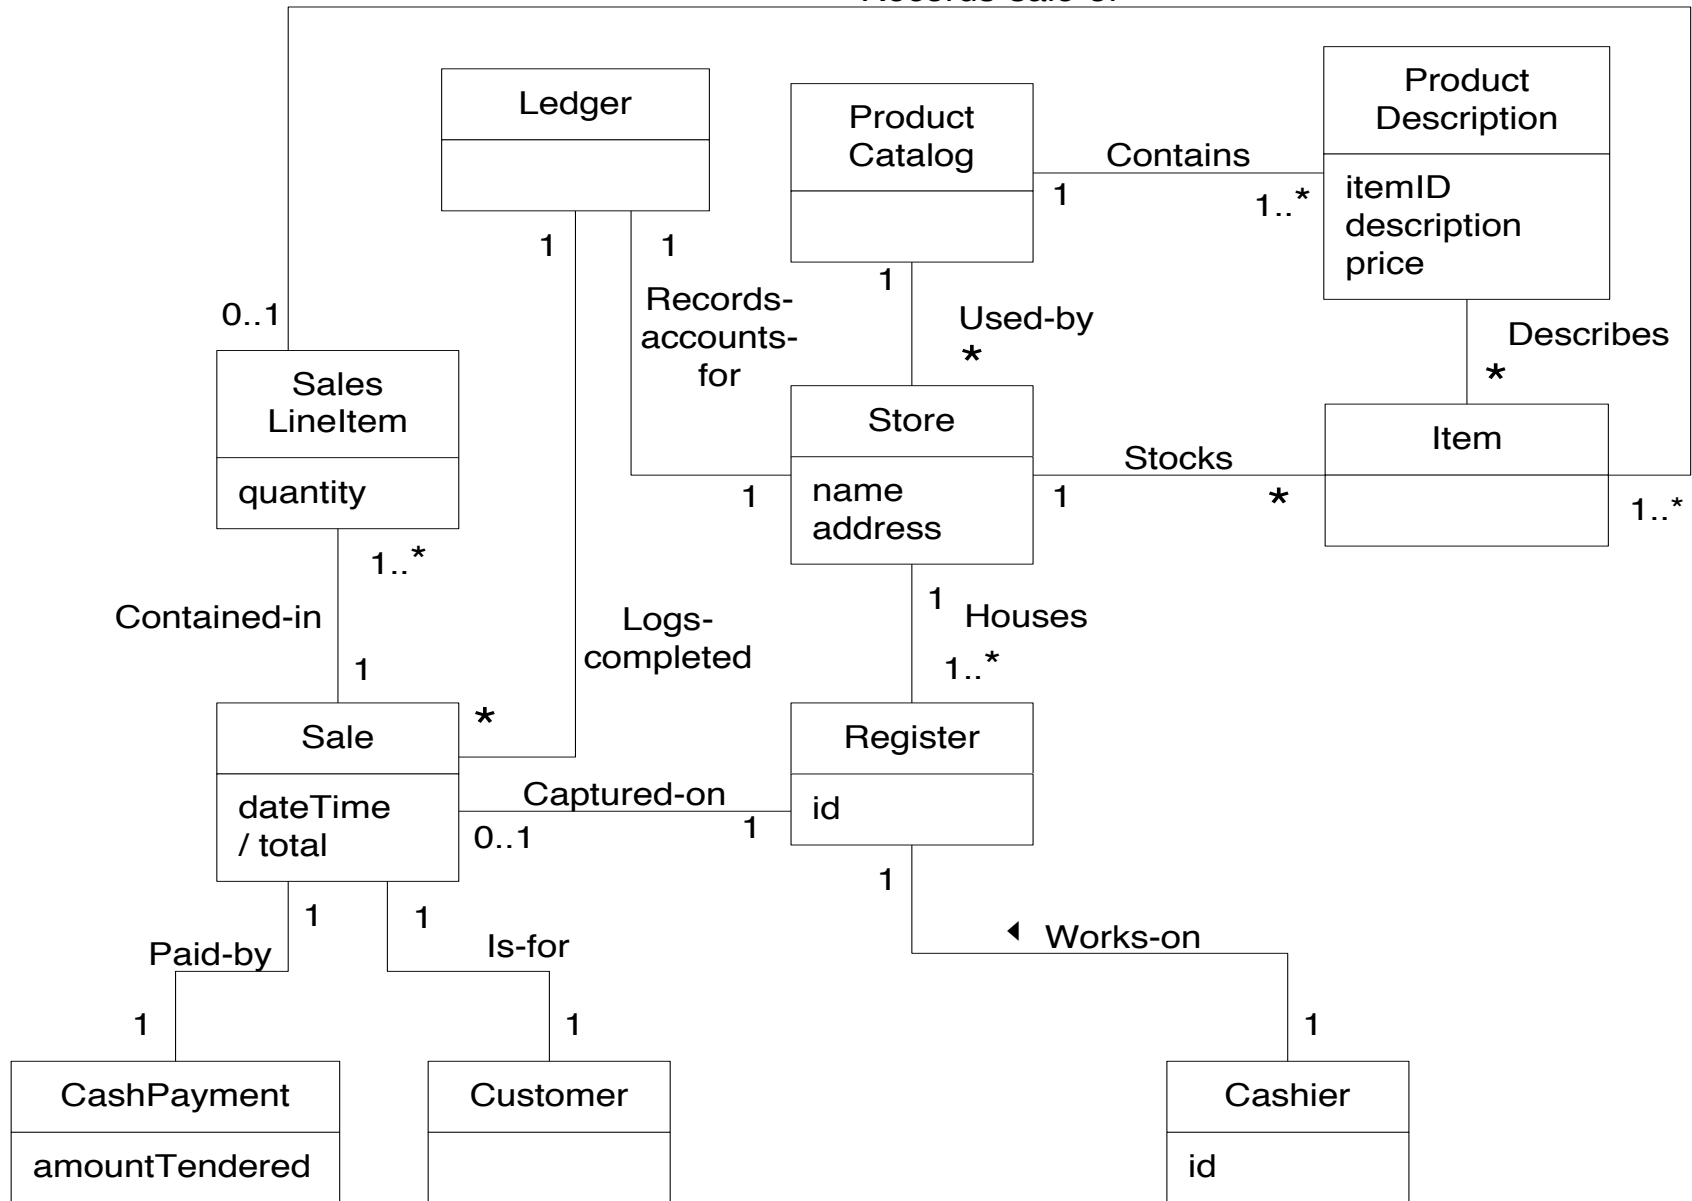 Records-sale-of
Ledger
Product
Catalog
Product
Description
Contains
1
1..*
itemID
description
price
1
1
1
Records-
accounts-
for
Used-by
*
Describes
*
0..1
Sales
LineItem
quantity
Store
name
address
Item
Stocks
1
1
*
1..*
1..*
Contained-in
1
Logs-
completed
*
1
Houses
1..*
Sale
dateTime
/ total
Captured-on
0..1
1
Register
id
1
1
1
Paid-by
Is-for
Works-on
1
1
1
CashPayment
amountTendered
Customer
Cashier
id